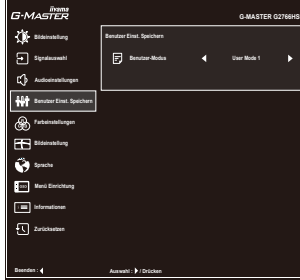 iiyama
G-MASTER
G-MASTER G2766HS
Bildeinstellung
Signalauswahl
Audioeinstellungen
Benutzer Einst. Speichern
Farbeinstellungen
Bildeinstellung
Sprache
Menü Einrichtung
Informationen
Zurücksetzen
Benutzer Einst. Speichern
Benutzer-Modus
User Mode 1
Beenden :
Auswahl : / Drücken